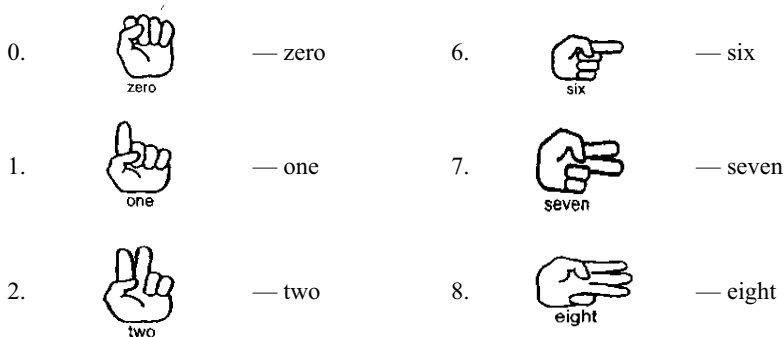 0. zero — zero
1. one — one
2. two — two
6. six — six
7. seven — seven
8. eight — eight